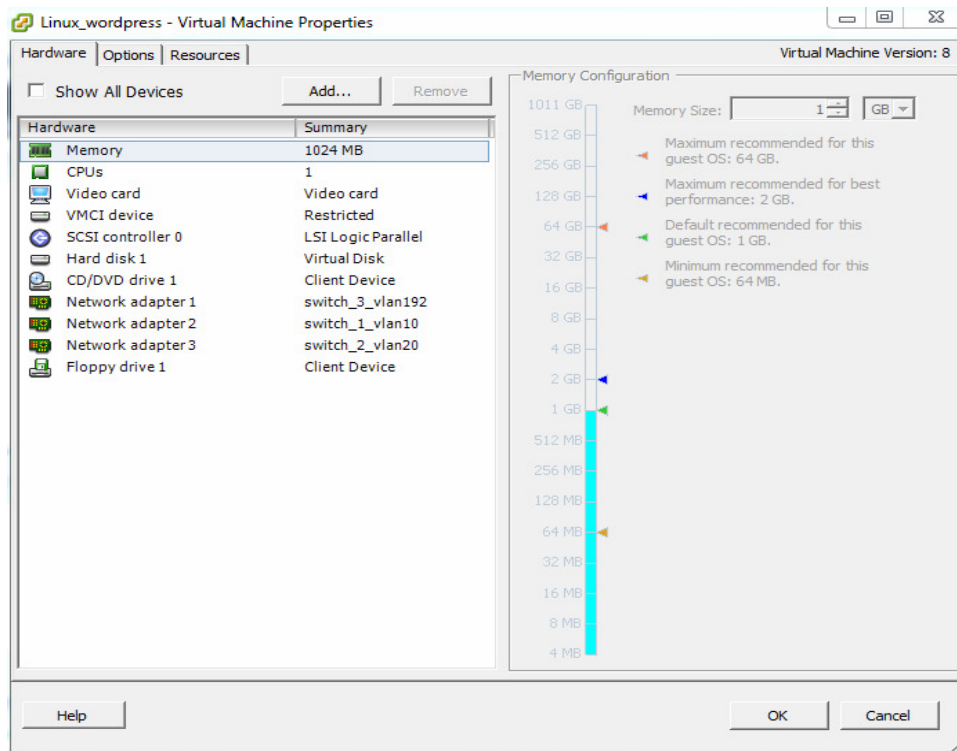 Linux_wordpress - Virtual Machine Properties
Hardware Options Resources
Virtual Machine Version: 8
Show All Devices
Add...
Remove
Hardware Summary
Memory 1024 MB
CPUs 1
Video card Video card
VMCI device Restricted
SCSI controller 0 LSI Logic Parallel
Hard disk 1 Virtual Disk
CD/DVD drive 1 Client Device
Network adapter 1 switch_3_vlan192
Network adapter 2 switch_1_vlan10
Network adapter 3 switch_2_vlan20
Floppy drive 1 Client Device
Memory Configuration
1011 GB
512 GB
256 GB
128 GB
64 GB
32 GB
16 GB
8 GB
4 GB
2 GB
1 GB
512 MB
256 MB
128 MB
64 MB
32 MB
16 MB
8 MB
4 MB
Memory Size: 1 GB
Maximum recommended for this
guest OS: 64 GB.
Maximum recommended for best
performance: 2 GB.
Default recommended for this
guest OS: 1 GB.
Minimum recommended for this
guest OS: 64 MB.
Help
OK
Cancel